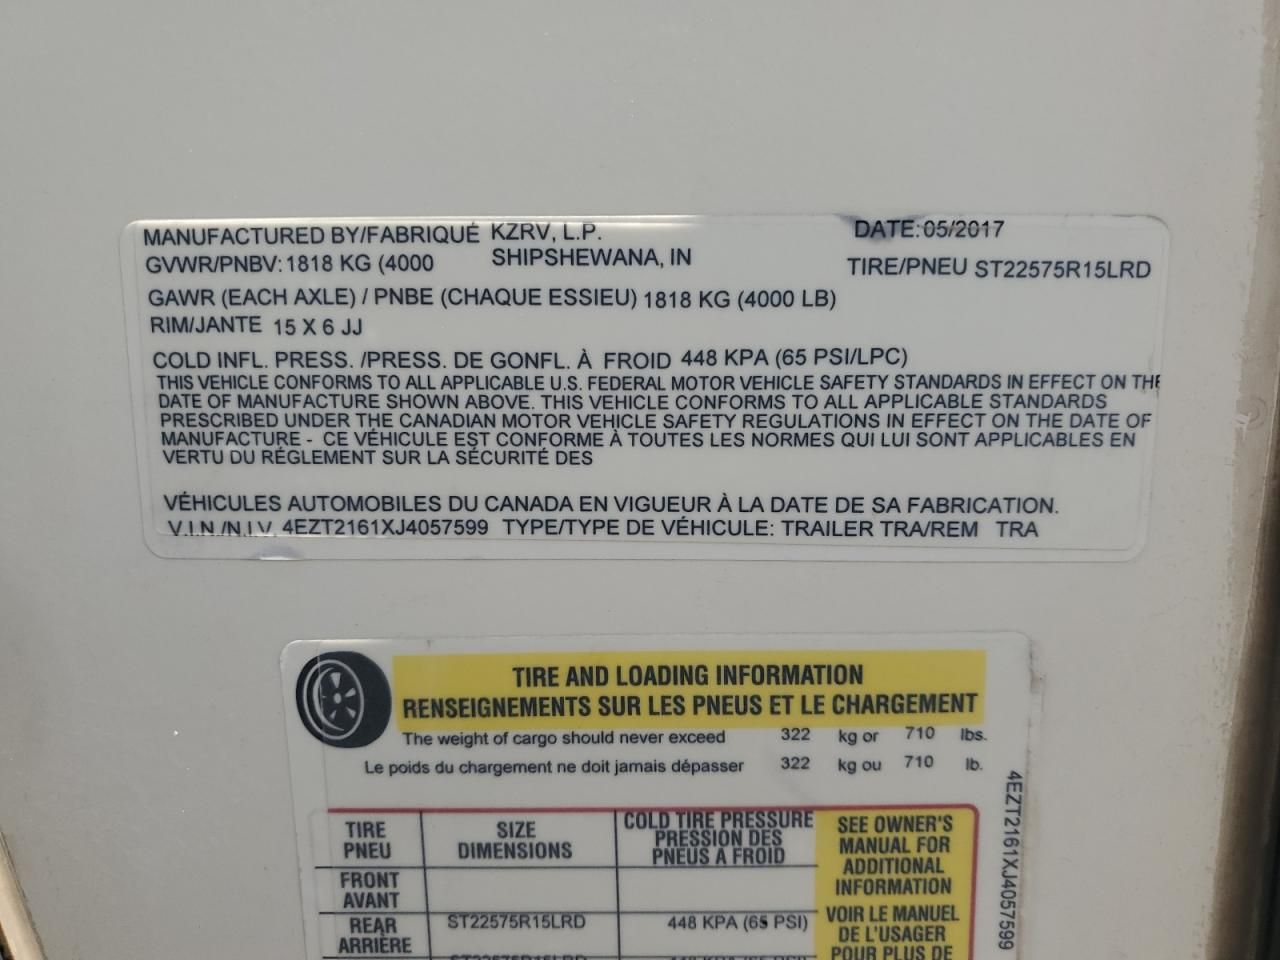 MANUFACTURED BY/FABRIQUÉ KZRV, L.P. DATE:05/2017
GVWR/PNBV:1818 KG (4000 SHIPSHEWANA, IN TIRE/PNEU ST22575R15LRD
GAWR (EACH AXLE) / PNBE (CHAQUE ESSIEU) 1818 KG (4000 LB)
RIM/JANTE 15 X 6 JJ
COLD INFL. PRESS. /PRESS. DE GONFL. À FROID 448 KPA (65 PSI/LPC)
THIS VEHICLE CONFORMS TO ALL APPLICABLE U.S. FEDERAL MOTOR VEHICLE SAFETY STANDARDS IN EFFECT ON THE
DATE OF MANUFACTURE SHOWN ABOVE. THIS VEHICLE CONFORMS TO ALL APPLICABLE STANDARDS
PRESCRIBED UNDER THE CANADIAN MOTOR VEHICLE SAFETY REGULATIONS IN EFFECT ON THE DATE OF
MANUFACTURE - CE VÉHICULE EST CONFORME À TOUTES LES NORMES QUI LUI SONT APPLICABLES EN
VERTU DU RÉGLEMENT SUR LA SÉCURITÉ DES
VÉHICULES AUTOMOBILES DU CANADA EN VIGUEUR À LA DATE DE SA FABRICATION.
V.I.N./N.I.V. 4EZT2161XJ4057599 TYPE/TYPE DE VÉHICULE: TRAILER TRA/REM TRA
TIRE AND LOADING INFORMATION
RENSEIGNEMENTS SUR LES PNEUS ET LE CHARGEMENT
The weight of cargo should never exceed 322 kg or 710 lbs.
Le poids du chargement ne doit jamais dépasser 322 kg ou 710 lb.
TIRE
PNEU
SIZE
DIMENSIONS
COLD TIRE PRESSURE
PRESSION DES
PNEUS À FROID
FRONT
AVANT
REAR
ARRIÈRE
ST22575R15LRD 448 KPA (65 PSI)
ST22575R15LRD 448 KPA (65 PSI)
SEE OWNER'S
MANUAL FOR
ADDITIONAL
INFORMATION
VOIR LE MANUEL
DE L'USAGER
POUR PLUS DE
4EZT2161XJ4057599